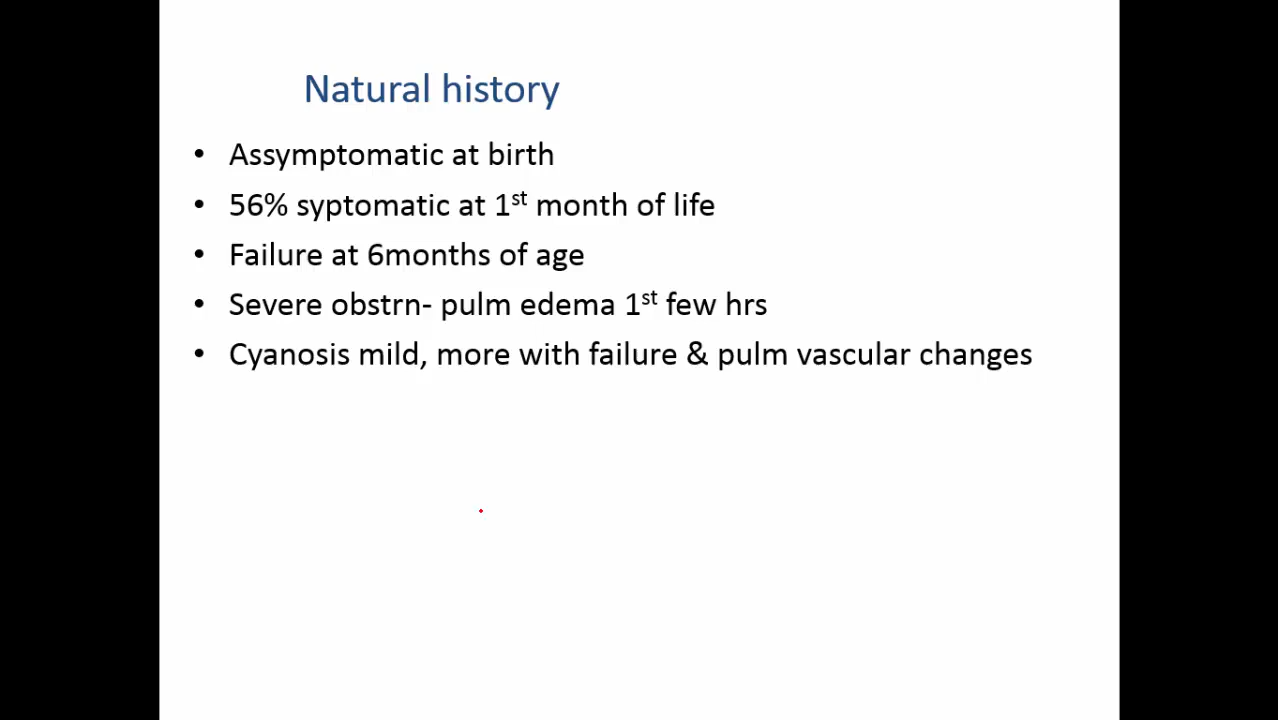 Natural history
• Assymptomatic at birth
• 56% syptomatic at 1st month of life
• Failure at 6months of age
• Severe obstrn- pulm edema 1st few hrs
• Cyanosis mild, more with failure & pulm vascular changes